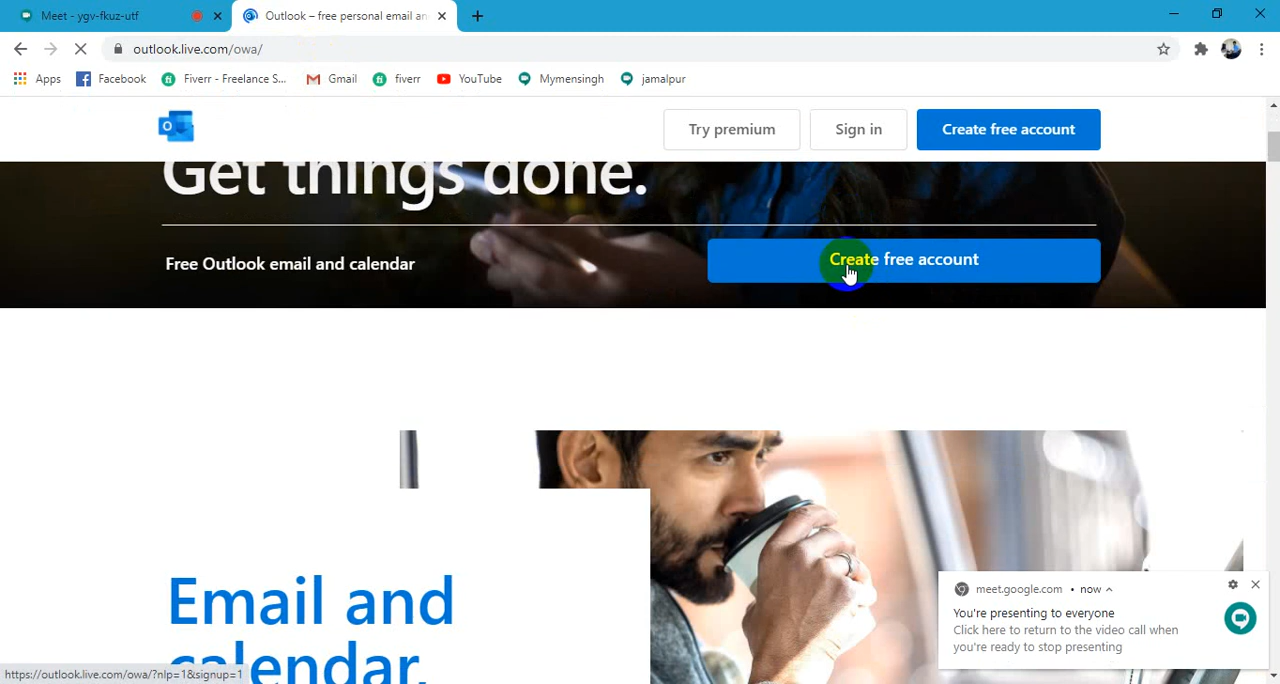 Meet - ygv-fkuz-utf
Outlook – free personal email an
outlook.live.com/owa/
Apps
Facebook
Fiverr - Freelance S...
Gmail
fiverr
YouTube
Mymensingh
jamalpur
Try premium
Sign in
Create free account
Get things done.
Free Outlook email and calendar
Create free account
Email and
calendar,
meet.google.com • now
You're presenting to everyone
Click here to return to the video call when
you're ready to stop presenting
https://outlook.live.com/owa/?nlp=1&signup=1